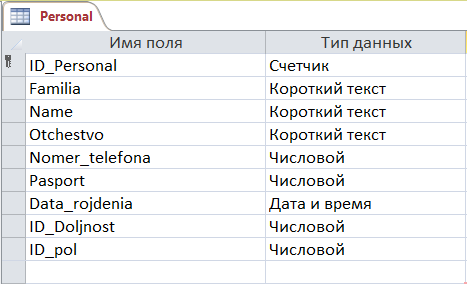 Personal
Имя поля Тип данных
ID_Personal Счетчик
Familia Короткий текст
Name Короткий текст
Otchestvo Короткий текст
Nomer_telefona Числовой
Pasport Числовой
Data_rojdenia Дата и время
ID_Doljnost Числовой
ID_pol Числовой